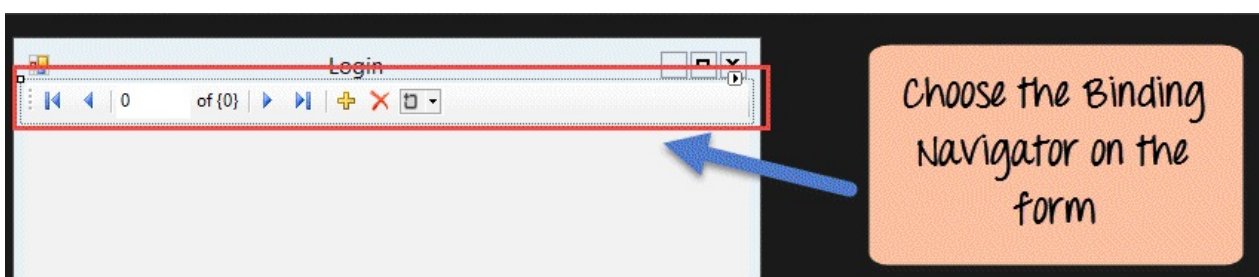 Login
0 of {0}
Choose the Binding
Navigator on the
form